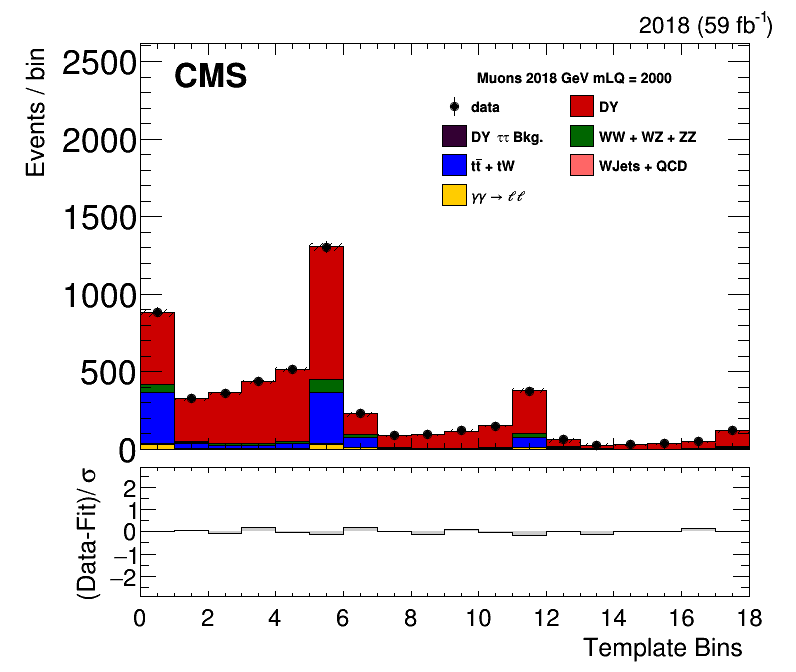 2018 (59 fb⁻¹)
CMS
Muons 2018 GeV mLQ = 2000
data
DY
DY ττ Bkg.
WW + WZ + ZZ
tt̄ + tW
WJets + QCD
γγ → ℓℓ
Events / bin
2500
2000
1500
1000
500
0
(Data-Fit)/ σ
2
1
0
−1
−2
0 2 4 6 8 10 12 14 16 18
Template Bins